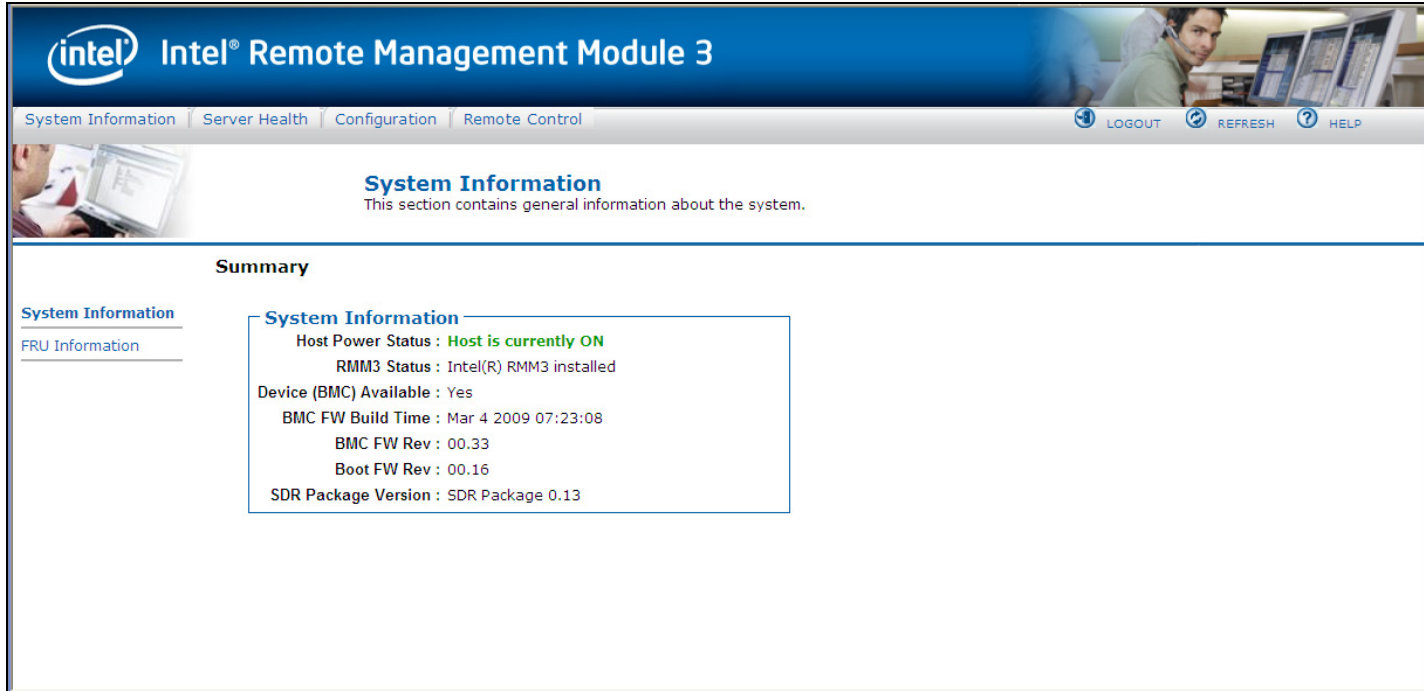 intel® Intel® Remote Management Module 3
System Information Server Health Configuration Remote Control LOGOUT REFRESH ? HELP
System Information
This section contains general information about the system.
Summary
System Information
FRU Information
System Information
Host Power Status : Host is currently ON
RMM3 Status : Intel(R) RMM3 installed
Device (BMC) Available : Yes
BMC FW Build Time : Mar 4 2009 07:23:08
BMC FW Rev : 00.33
Boot FW Rev : 00.16
SDR Package Version : SDR Package 0.13